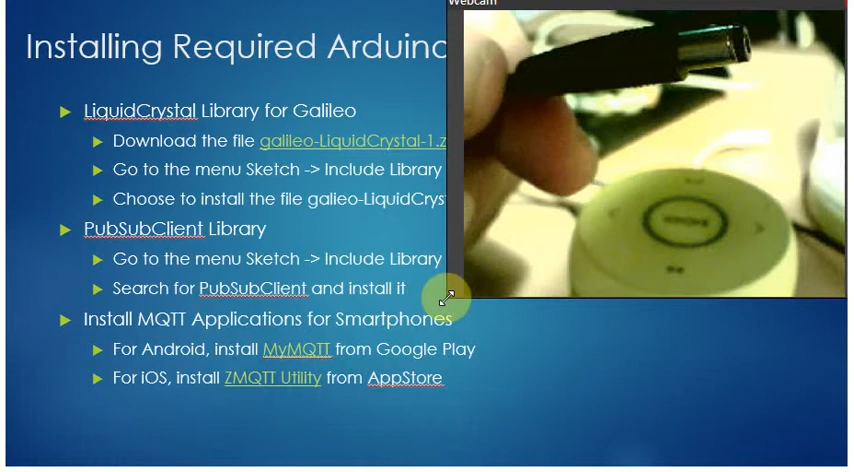 Webcam
Installing Required Arduino
LiquidCrystal Library for Galileo
Download the file galileo-LiquidCrystal-1.z
Go to the menu Sketch -> Include Library
Choose to install the file galieo-LiquidCrys
PubSubClient Library
Go to the menu Sketch -> Include Library
Search for PubSubClient and install it
Install MQTT Applications for Smartphones
For Android, install MyMQTT from Google Play
For iOS, install ZMQTT Utility from AppStore